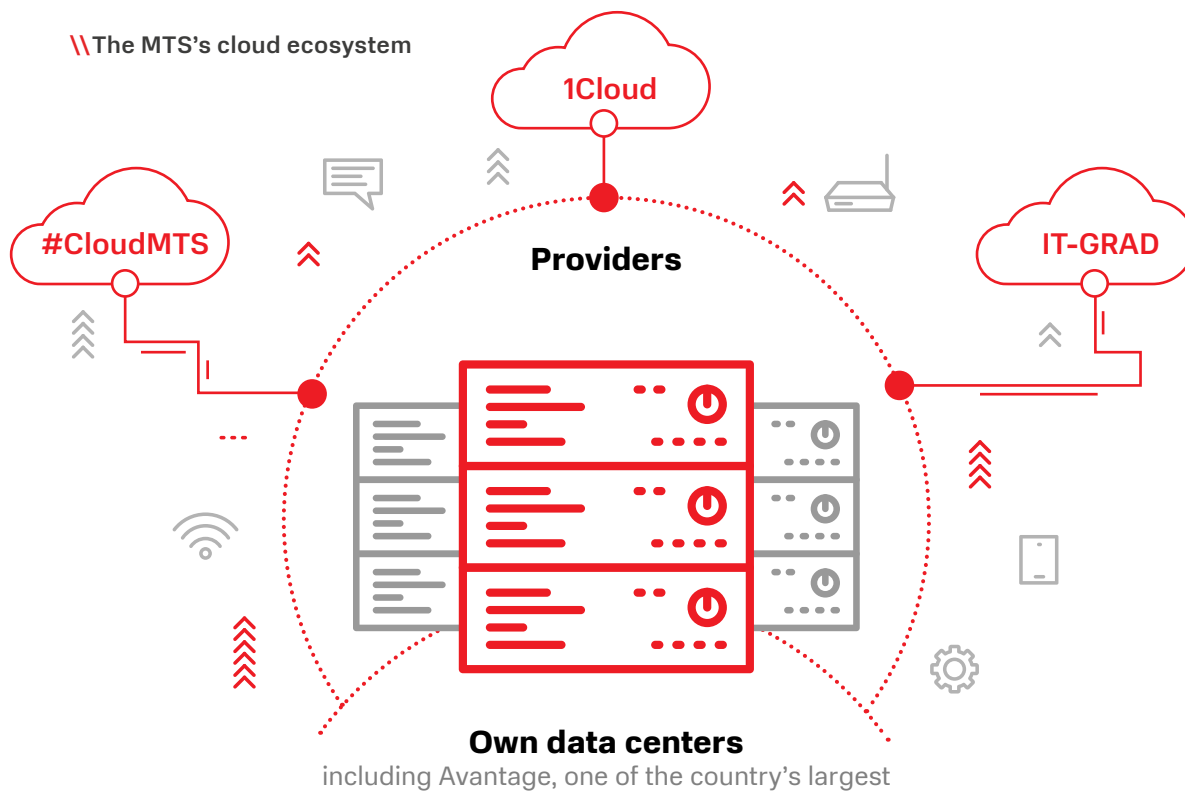 \\The MTS's cloud ecosystem
1Cloud
#CloudMTS
IT-GRAD
Providers
Own data centers
including Avantage, one of the country's largest